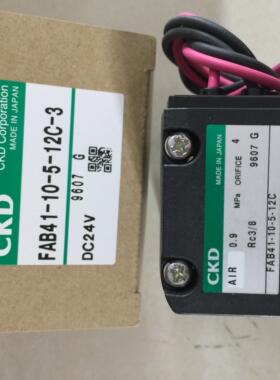 CKD Corporation
MADE IN JAPAN
CKD
FAB41-10-5-12C-3
9607 G
DC24V
MADE IN JAPAN
CKD
AIR 0.9 MPa ORIFICE 4
Rc3/8 9607 G
FAB41-10-5-12C